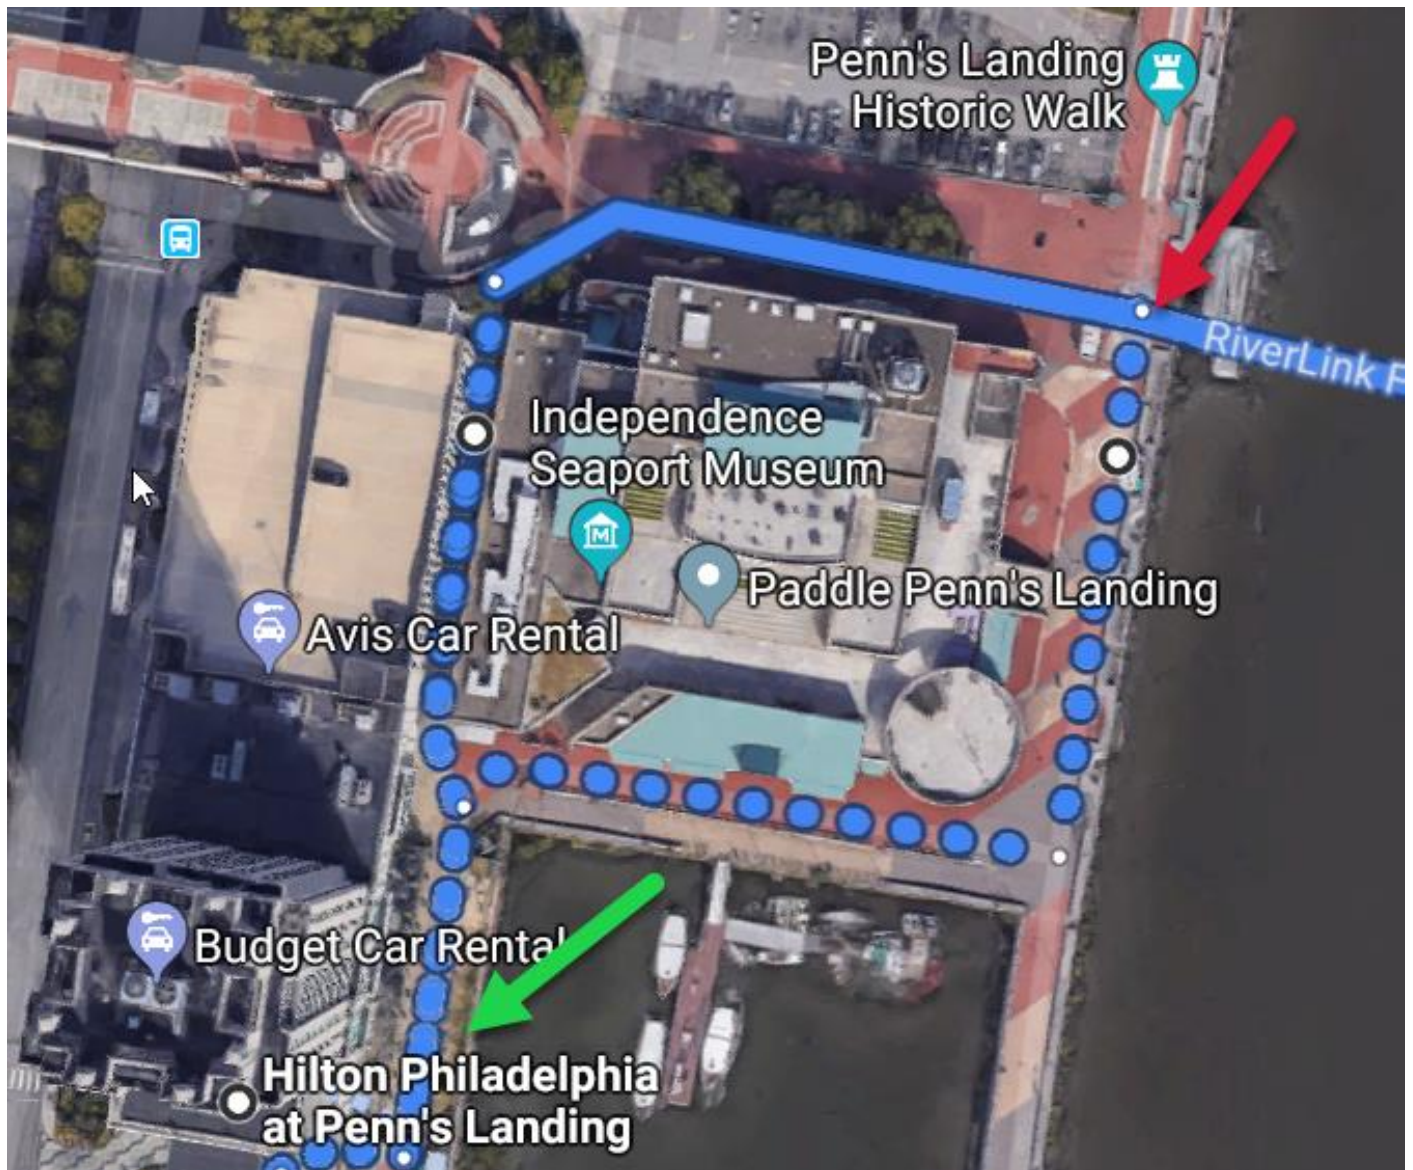 Penn's Landing
Historic Walk
RiverLink F
Independence
Seaport Museum
M
Paddle Penn's Landing
Avis Car Rental
Budget Car Rental
Hilton Philadelphia
at Penn's Landing